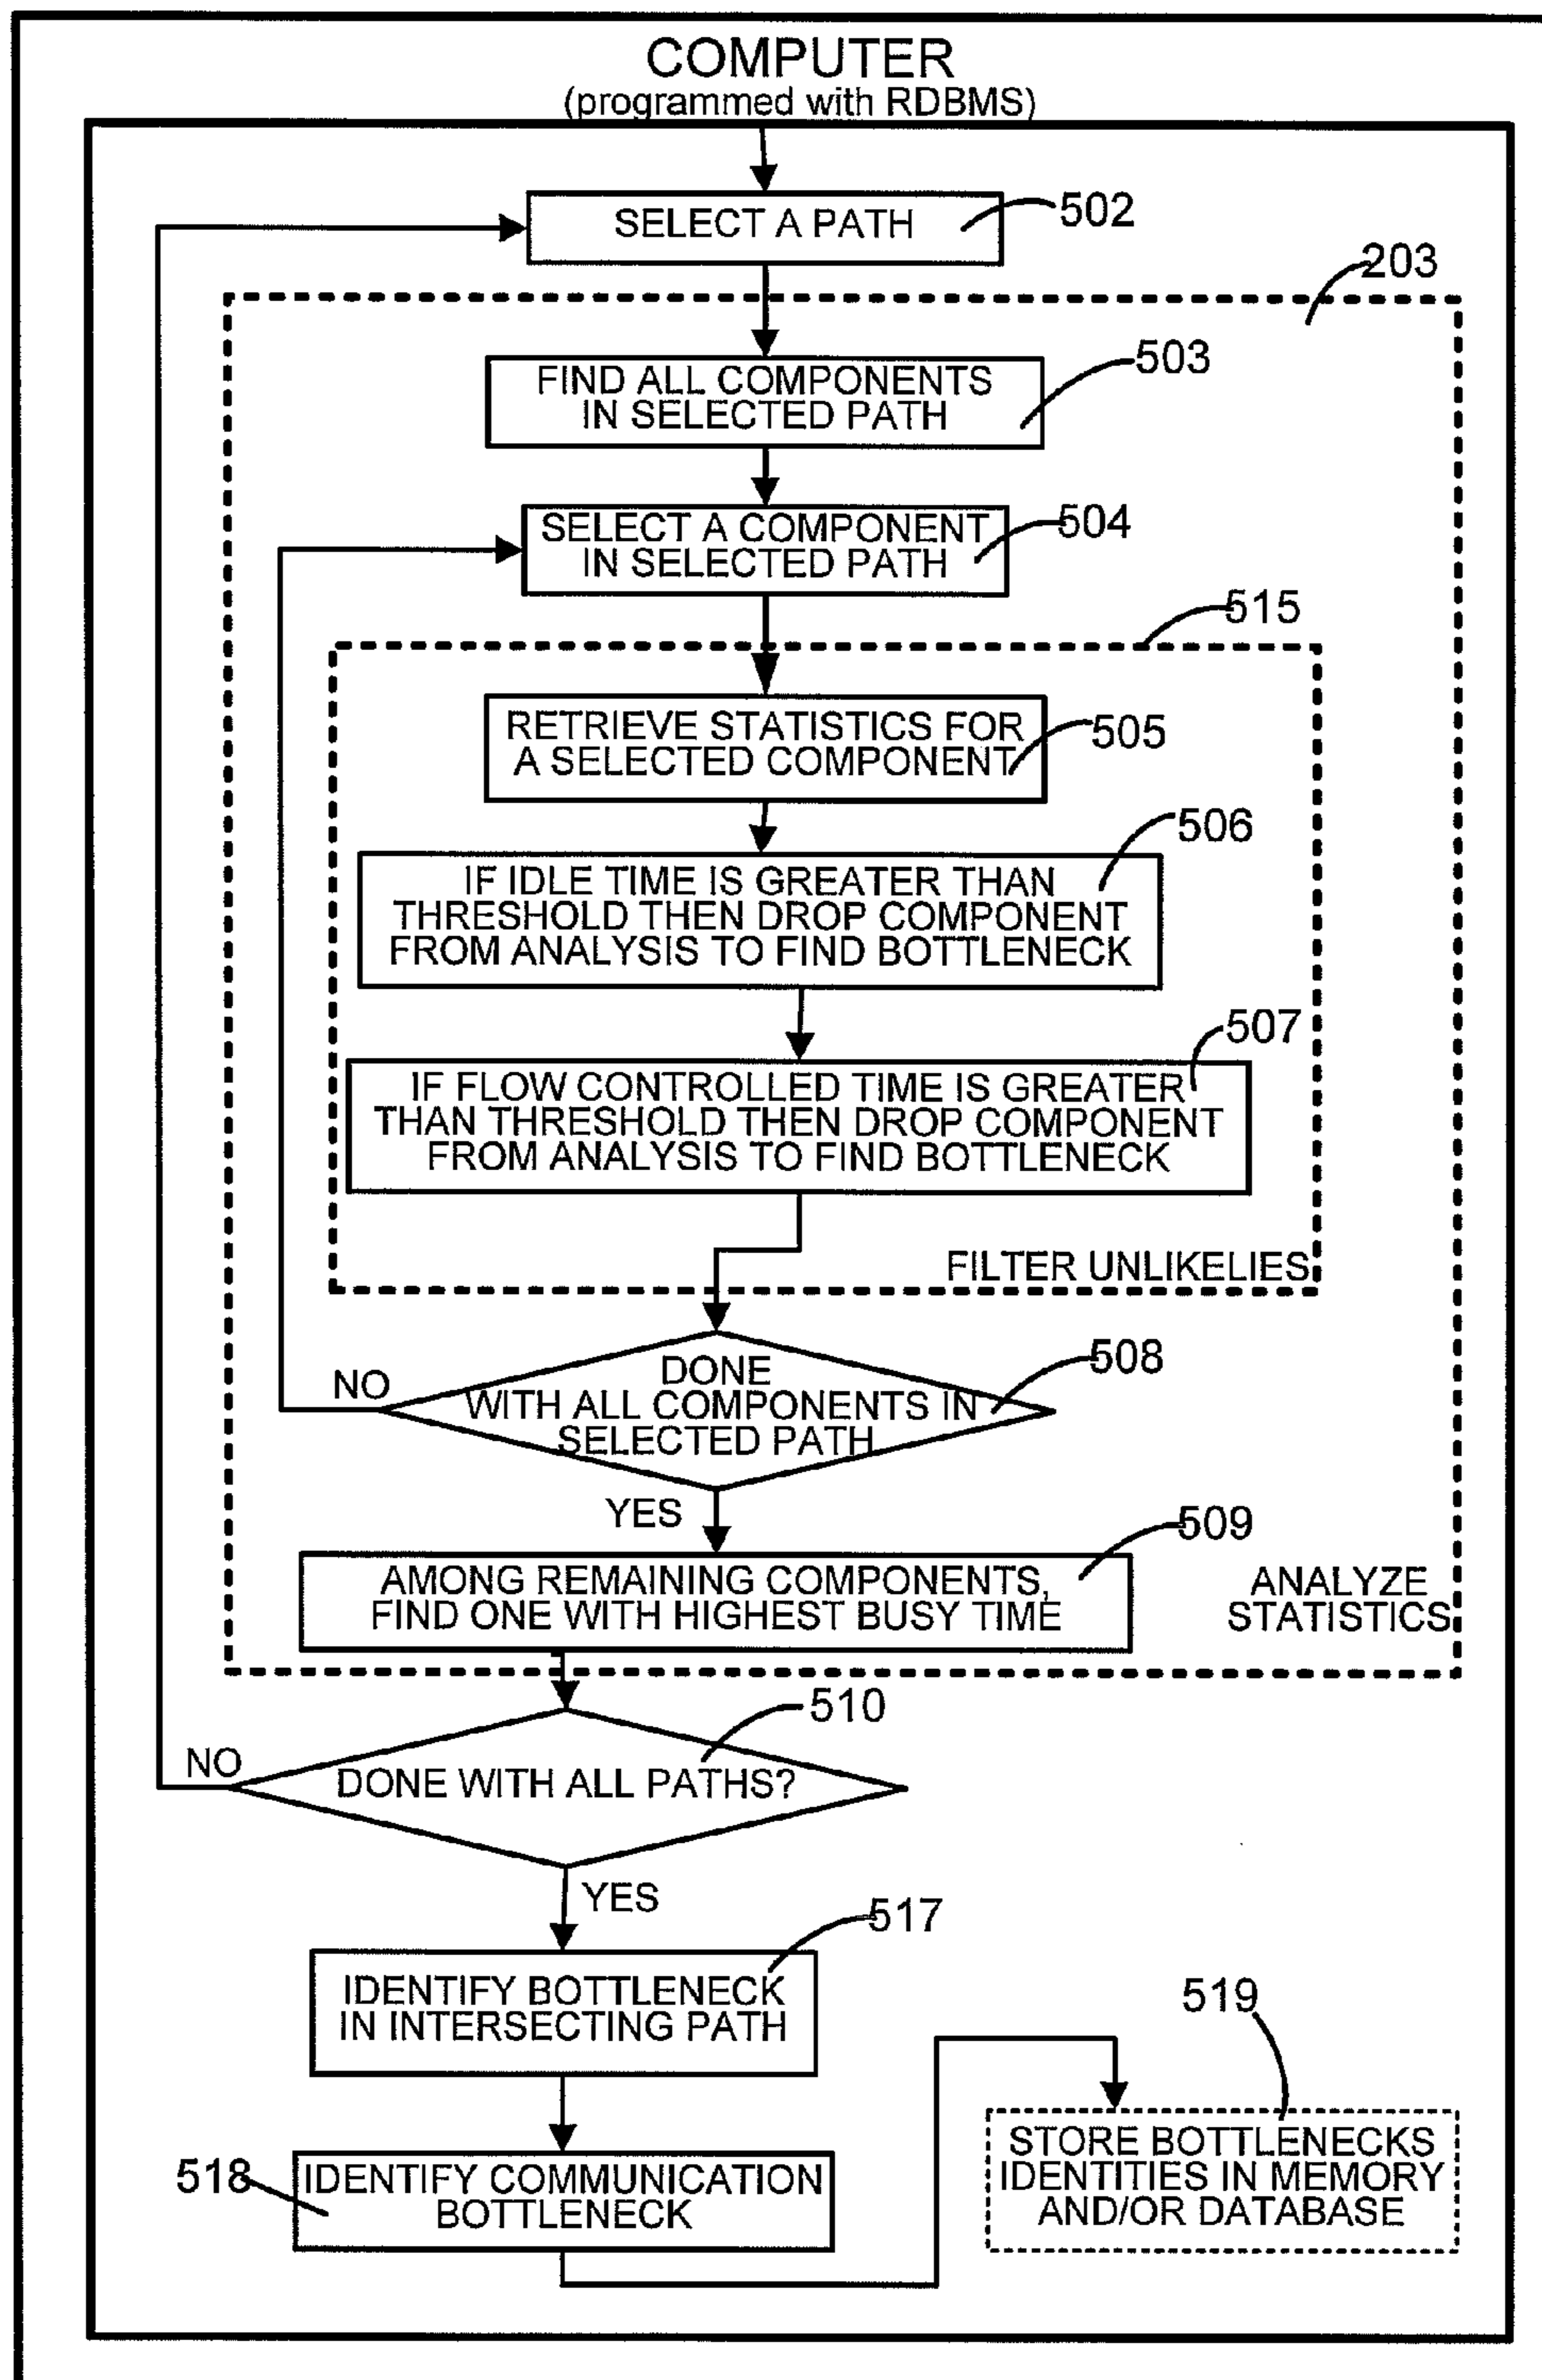 COMPUTER
(programmed with RDBMS)
SELECT A PATH
502
203
FIND ALL COMPONENTS
IN SELECTED PATH
503
SELECT A COMPONENT
IN SELECTED PATH
504
515
RETRIEVE STATISTICS FOR
A SELECTED COMPONENT
505
506
IF IDLE TIME IS GREATER THAN
THRESHOLD THEN DROP COMPONENT
FROM ANALYSIS TO FIND BOTTLENECK
507
IF FLOW CONTROLLED TIME IS GREATER
THAN THRESHOLD THEN DROP COMPONENT
FROM ANALYSIS TO FIND BOTTLENECK
FILTER UNLIKELIES
NO
DONE
WITH ALL COMPONENTS IN
SELECTED PATH
508
YES
509
AMONG REMAINING COMPONENTS,
FIND ONE WITH HIGHEST BUSY TIME
ANALYZE
STATISTICS
510
NO
DONE WITH ALL PATHS?
YES
517
IDENTIFY BOTTLENECK
IN INTERSECTING PATH
519
518
IDENTIFY COMMUNICATION
BOTTLENECK
STORE BOTTLENECKS
IDENTITIES IN MEMORY
AND/OR DATABASE